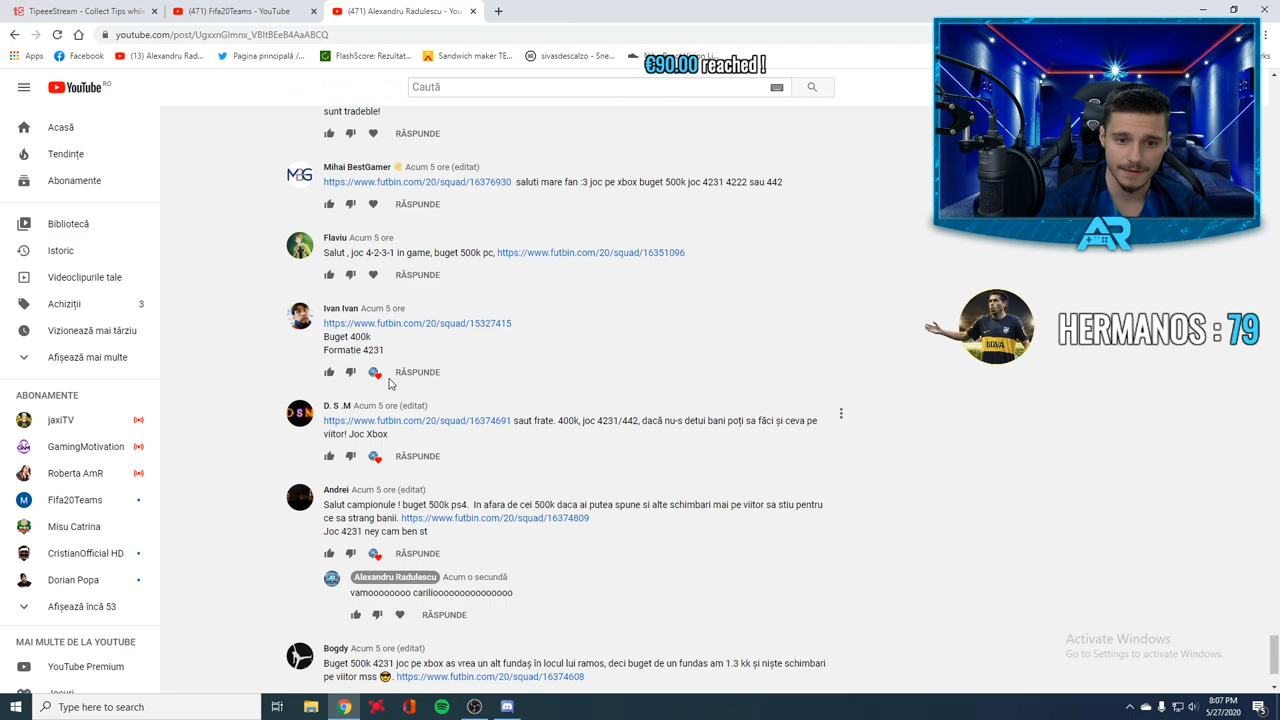 TipeeeStream - Collect Tips while
(471) Fifa20Teams - YouTube
(471) Alexandru Radulescu - You
youtube.com/post/UgxxnGImfx_VBItBEeB4AaABCQ
Apps
Facebook
(13) Alexandru Rad...
Pagina principală /...
FlashScore: Rezultat...
Sandwich maker TE...
sivasdescalzo - Sne...
€90.00 reached !
YouTube RO
Caută
Acasă
Tendințe
Abonamente
Bibliotecă
Istoric
Videoclipurile tale
Achiziții 3
Vizionează mai târziu
Afișează mai multe
ABONAMENTE
jaxiTV
GamingMotivation
Roberta AmR
Fifa20Teams
Misu Catrina
CristianOfficial HD
Dorian Popa
Afișează încă 53
MAI MULTE DE LA YOUTUBE
YouTube Premium
sunt tradeble!
RĂSPUNDE
Mihai BestGamer Acum 5 ore (editat)
https://www.futbin.com/20/squad/16376930 saluti mare fan :3 joc pe xbox buget 500k joc 4231 4222 sau 442
RĂSPUNDE
Flaviu Acum 5 ore
Salut , joc 4-2-3-1 in game, buget 500k pc, https://www.futbin.com/20/squad/16351096
RĂSPUNDE
Ivan Ivan Acum 5 ore
https://www.futbin.com/20/squad/15327415
Buget 400k
Formatie 4231
RĂSPUNDE
D. S .M Acum 5 ore (editat)
https://www.futbin.com/20/squad/16374691 saut frate. 400k, joc 4231/442, dacă nu-s detui bani poți sa făci și ceva pe
viitor! Joc Xbox
RĂSPUNDE
Andrei Acum 5 ore (editat)
Salut campionule ! buget 500k ps4. In afara de cei 500k daca ai putea spune si alte schimbari mai pe viitor sa stiu pentru
ce sa strang banii. https://www.futbin.com/20/squad/16374809
Joc 4231 ney cam ben st
RĂSPUNDE
Alexandru Radulescu Acum o secundă
vamoooooooo cariliooooooooooooooo
RĂSPUNDE
Bogdy Acum 5 ore (editat)
Buget 500k 4231 joc pe xbox as vrea un alt fundaș în locul lui ramos, deci buget de un fundas am 1.3 kk și niște schimbari
pe viitor mss 😎. https://www.futbin.com/20/squad/16374608
AR
HERMANOS : 79
Activate Windows
Go to Settings to activate Windows.
Type here to search
8:07 PM
5/27/2020